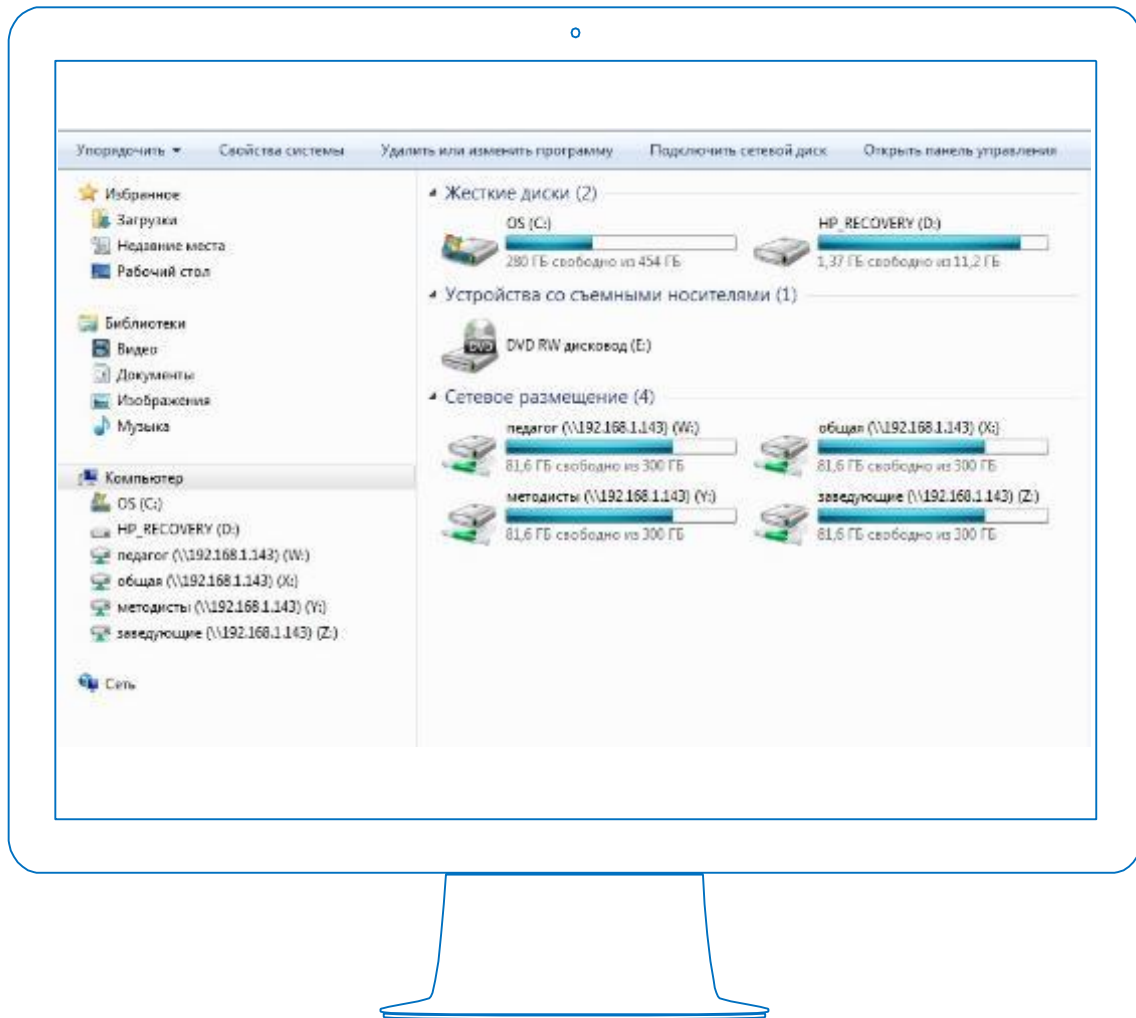 Упорядочить Свойства системы Удалить или изменить программу Подключить сетевой диск Открыть панель управления
Избранное
Загрузки
Недавние места
Рабочий стол
Библиотеки
Видео
Документы
Изображения
Музыка
Компьютер
OS (C:)
HP_RECOVERY (D:)
педагог (\\192.168.1.143) (W:)
общая (\\192.168.1.143) (X:)
методисты (\\192.168.1.143) (Y:)
заведующие (\\192.168.1.143) (Z:)
Сеть
Жесткие диски (2)
OS (C:)
280 ГБ свободно из 454 ГБ
HP_RECOVERY (D:)
1,37 ГБ свободно из 11,2 ГБ
Устройства со съемными носителями (1)
DVD
DVD RW дисковод (E:)
Сетевое размещение (4)
педагог (\\192.168.1.143) (W:)
81,6 ГБ свободно из 300 ГБ
общая (\\192.168.1.143) (X:)
81,6 ГБ свободно из 300 ГБ
методисты (\\192.168.1.143) (Y:)
81,6 ГБ свободно из 300 ГБ
заведующие (\\192.168.1.143) (Z:)
81,6 ГБ свободно из 300 ГБ